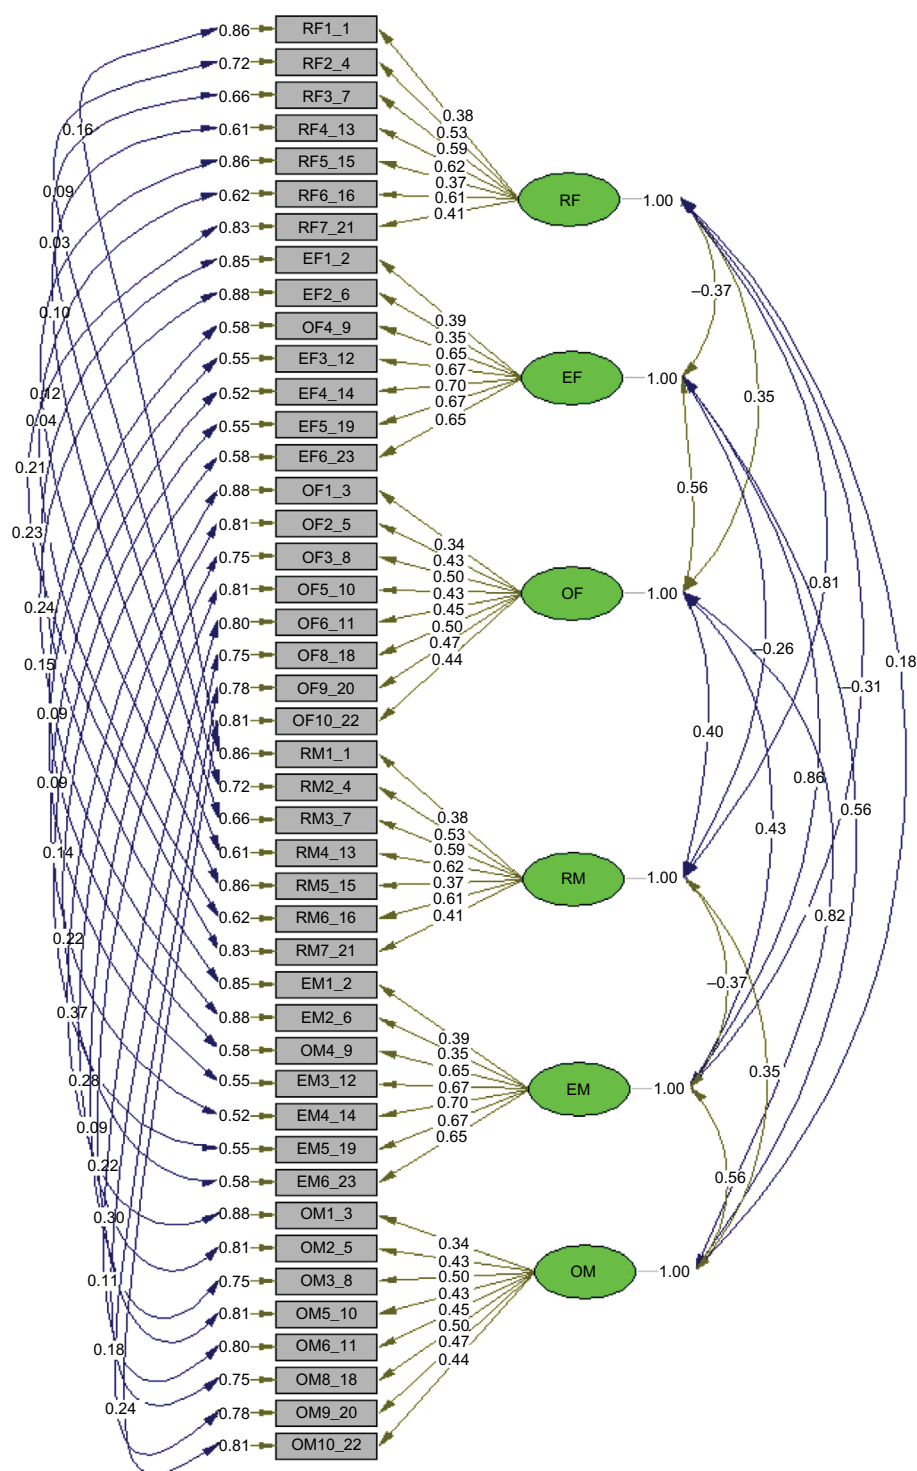 0.86 RF1_1
0.72 RF2_4
0.66 RF3_7
0.61 RF4_13
0.86 RF5_15
0.62 RF6_16
0.83 RF7_21
0.85 EF1_2
0.88 EF2_6
0.58 OF4_9
0.55 EF3_12
0.52 EF4_14
0.55 EF5_19
0.58 EF6_23
0.88 OF1_3
0.81 OF2_5
0.75 OF3_8
0.81 OF5_10
0.80 OF6_11
0.75 OF8_18
0.78 OF9_20
0.81 OF10_22
0.86 RM1_1
0.72 RM2_4
0.66 RM3_7
0.61 RM4_13
0.86 RM5_15
0.62 RM6_16
0.83 RM7_21
0.85 EM1_2
0.88 EM2_6
0.58 OM4_9
0.55 EM3_12
0.52 EM4_14
0.55 EM5_19
0.58 EM6_23
0.88 OM1_3
0.81 OM2_5
0.75 OM3_8
0.81 OM5_10
0.80 OM6_11
0.75 OM8_18
0.78 OM9_20
0.81 OM10_22
0.16
0.09
0.03
0.10
0.12
0.04
0.21
0.23
0.24
0.15
0.09
0.09
0.14
0.22
0.37
0.28
0.09
0.22
0.30
0.11
0.18
0.24
0.38
0.53
0.59
0.62
0.37
0.61
0.41
RF 1.00
0.39
0.35
0.65
0.67
0.70
0.67
0.65
EF 1.00
0.34
0.43
0.50
0.43
0.45
0.50
0.47
0.44
OF 1.00
0.38
0.53
0.59
0.62
0.37
0.61
0.41
RM 1.00
0.39
0.35
0.65
0.67
0.70
0.67
0.65
EM 1.00
0.34
0.43
0.50
0.43
0.45
0.50
0.47
0.44
OM 1.00
–0.37
0.35
0.56
0.81
–0.26
0.18
–0.31
0.40
0.86
0.56
0.43
0.82
–0.37
0.35
0.56